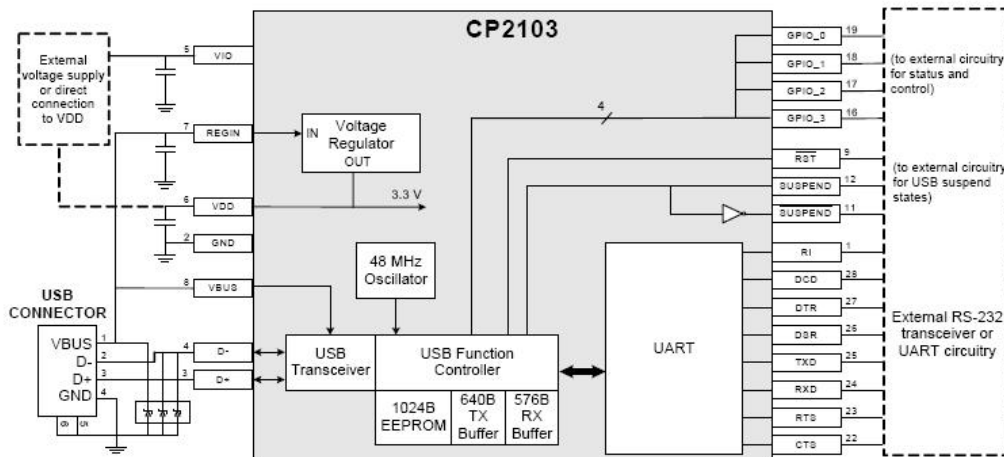 CP2103
External
voltage supply
or direct
connection
to VDD
5
VIO
7
REGIN
6
VDD
2
GND
8
VBUS
4
D-
3
D+
IN
Voltage
Regulator
OUT
3.3 V
48 MHz
Oscillator
USB
CONNECTOR
VBUS
D-
D+
GND
1
2
3
4
6
5
USB
Transceiver
USB Function
Controller
1024B
EEPROM
640B
TX
Buffer
576B
RX
Buffer
UART
4
GPIO_0
19
GPIO_1
18
GPIO_2
17
GPIO_3
16
RST
9
SUSPEND
12
SUSPEND
11
RI
1
DCD
28
DTR
27
DSR
26
TXD
25
RXD
24
RTS
23
CTS
22
(to external circuitry
for status and
control)
(to external circuitry
for USB suspend
states)
External RS-232
transceiver or
UART circuitry